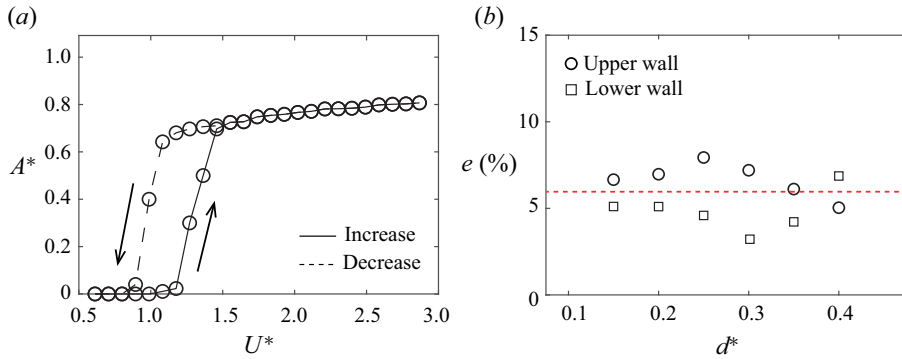 (a)
1.0
0.8
0.6
A*
0.4
0.2
0
Increase
Decrease
0.5 1.0 1.5 2.0 2.5 3.0
U*
(b)
15
10
e (%)
5
0
Upper wall
Lower wall
0.1 0.2 0.3 0.4
d*